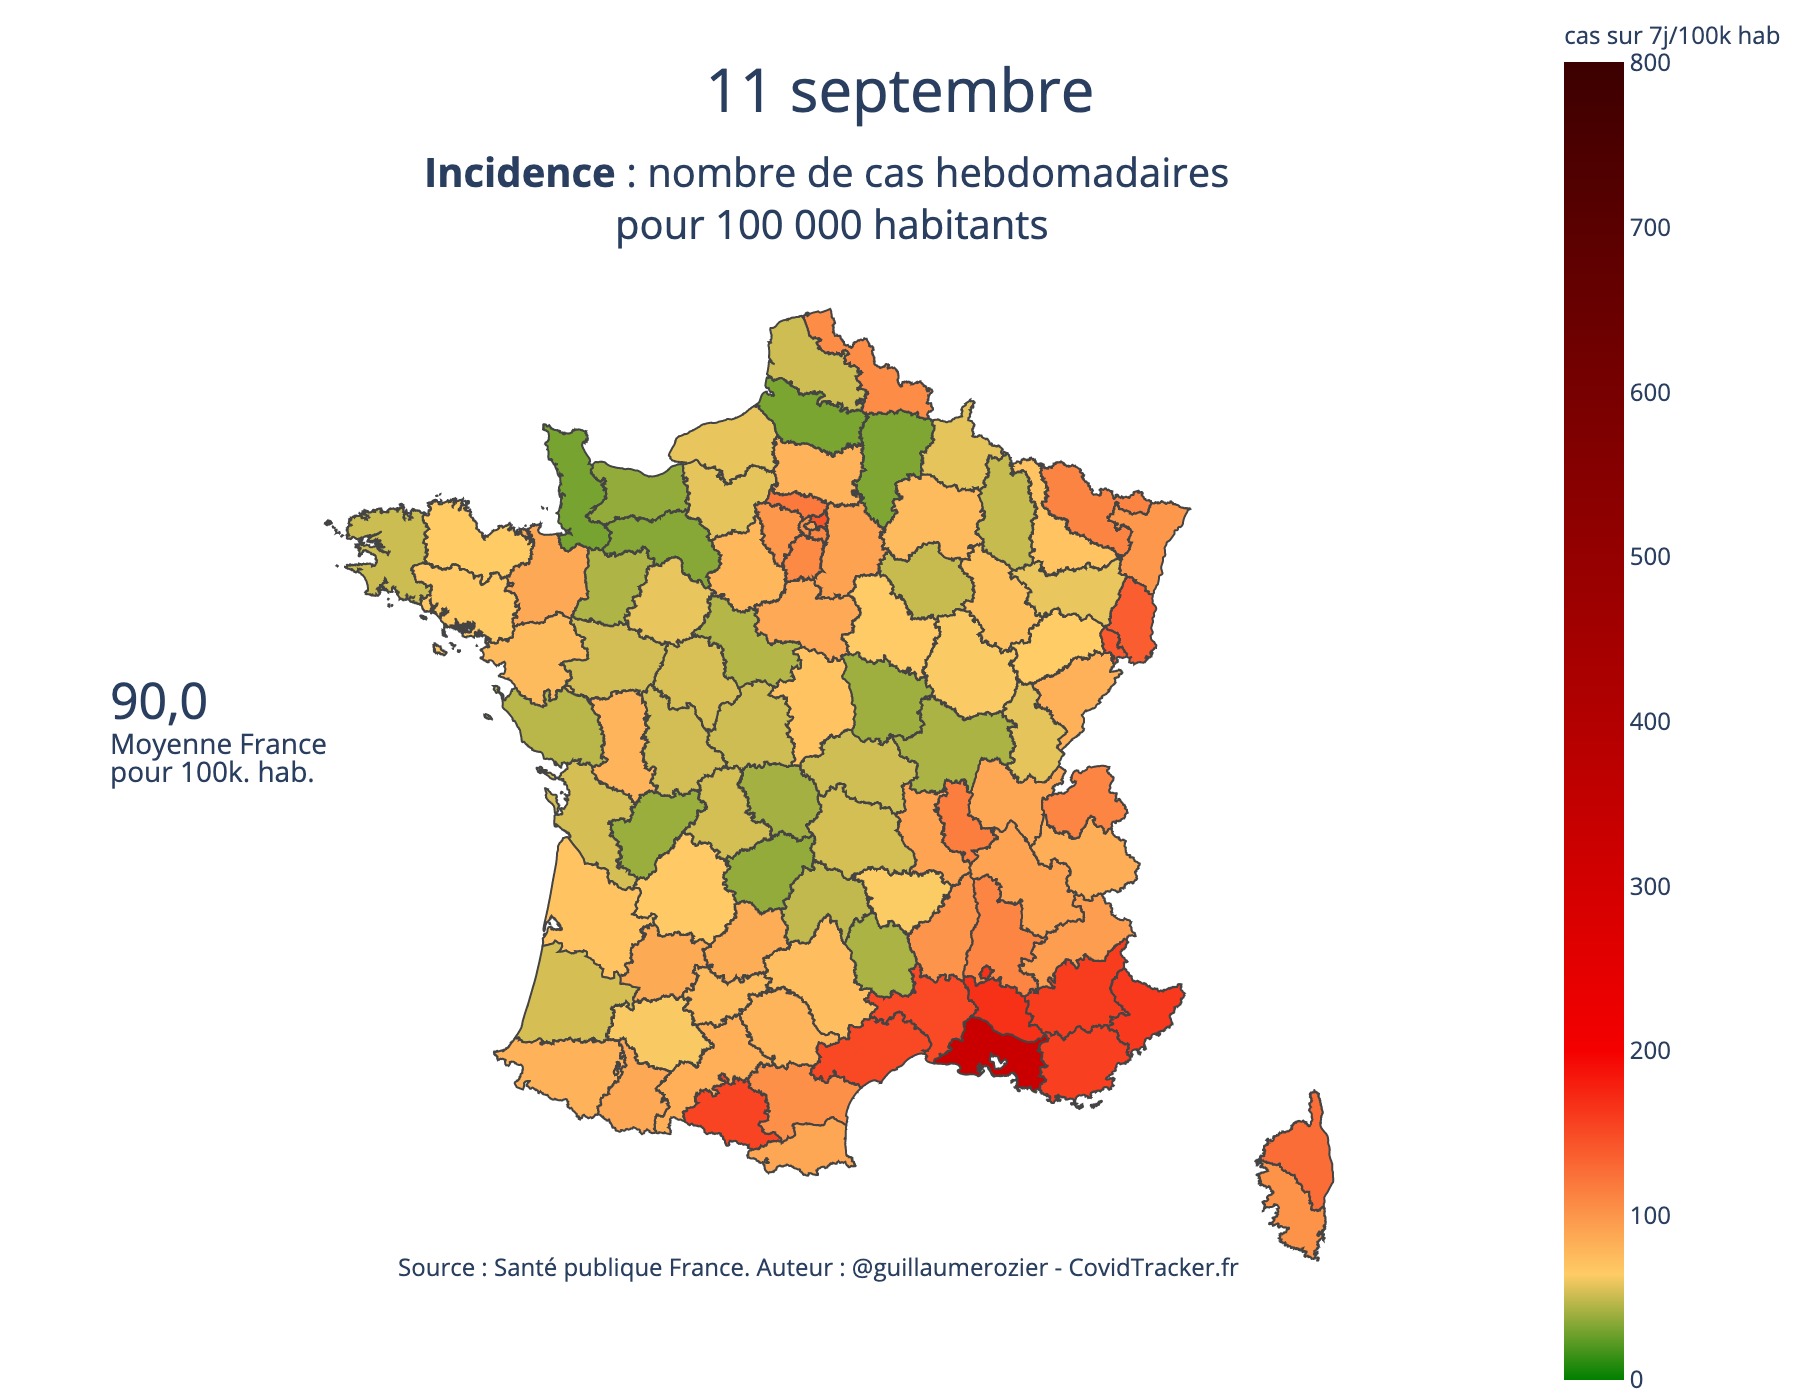 cas sur 7j/100k hab
11 septembre
Incidence : nombre de cas hebdomadaires
pour 100 000 habitants
800
700
600
500
400
300
200
100
0
90,0
Moyenne France
pour 100k. hab.
Source : Santé publique France. Auteur : @guillaumerozier - CovidTracker.fr